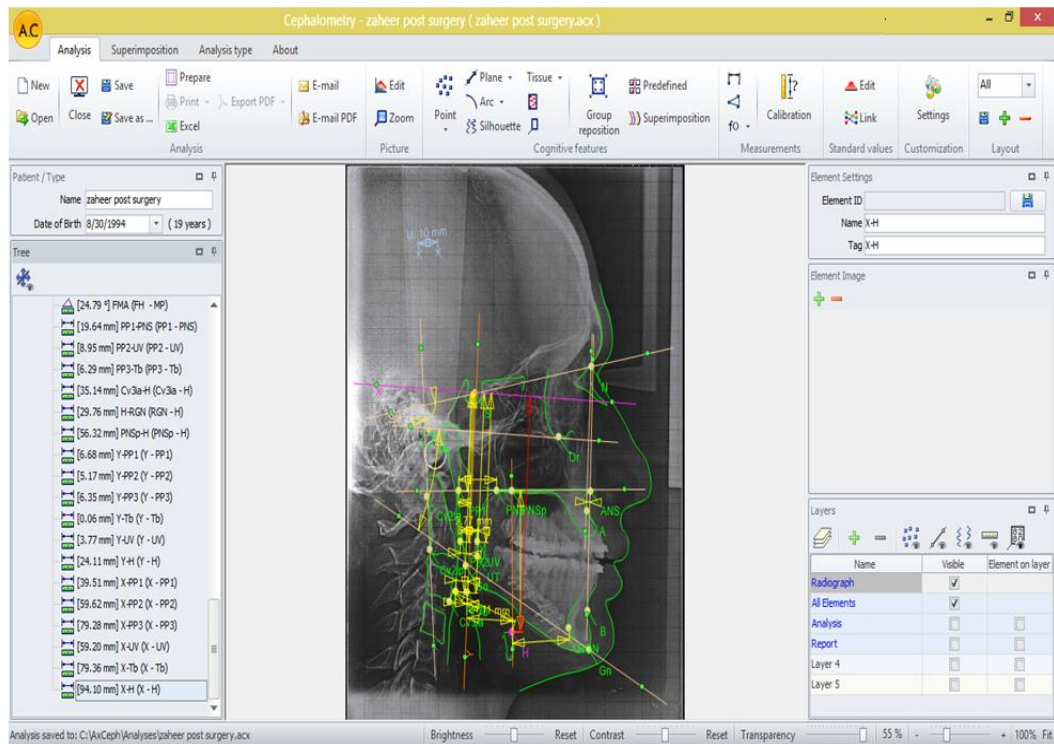 A.C
Cephalometry - zaheer post surgery ( zaheer post surgery.acx )
Analysis Superimposition Analysis type About
New
Open
Close
Save
Save as ...
Prepare
Print
Export PDF
Excel
E-mail
E-mail PDF
Analysis
Edit
Zoom
Picture
Point
Plane
Arc
Silhouette
Tissue
Group reposition
Predefined
Superimposition
Cognitive features
f0
Calibration
Measurements
Edit
Link
Standard values
Settings
Customization
All
Layout
Patient / Type
Name zaheer post surgery
Date of Birth 8/30/1994 ( 19 years )
Tree
[24.79 °] FMA (FH - MP)
[19.64 mm] PP1-PNS (PP1 - PNS)
[8.95 mm] PP2-UV (PP2 - UV)
[6.29 mm] PP3-Tb (PP3 - Tb)
[35.14 mm] Cv3ia-H (Cv3ia - H)
[29.76 mm] H-RGN (RGN - H)
[56.32 mm] PNSp-H (PNSp - H)
[6.68 mm] Y-PP1 (Y - PP1)
[5.17 mm] Y-PP2 (Y - PP2)
[6.35 mm] Y-PP3 (Y - PP3)
[0.06 mm] Y-Tb (Y - Tb)
[3.77 mm] Y-UV (Y - UV)
[24.11 mm] Y-H (Y - H)
[39.51 mm] X-PP1 (X - PP1)
[59.62 mm] X-PP2 (X - PP2)
[79.28 mm] X-PP3 (X - PP3)
[59.20 mm] X-UV (X - UV)
[79.36 mm] X-Tb (X - Tb)
[94.10 mm] X-H (X - H)
10 mm
N
Or
ANS
A
B
H
Gn
Element Settings
Element ID
Name X-H
Tag X-H
Element Image
Layers
Name Visible Element on layer
Radiograph
All Elements
Analysis
Report
Layer 4
Layer 5
Analysis saved to: C:\AxCeph\Analyses\zaheer post surgery.acx
Brightness Reset Contrast Reset Transparency 55 % - + 100% Fit